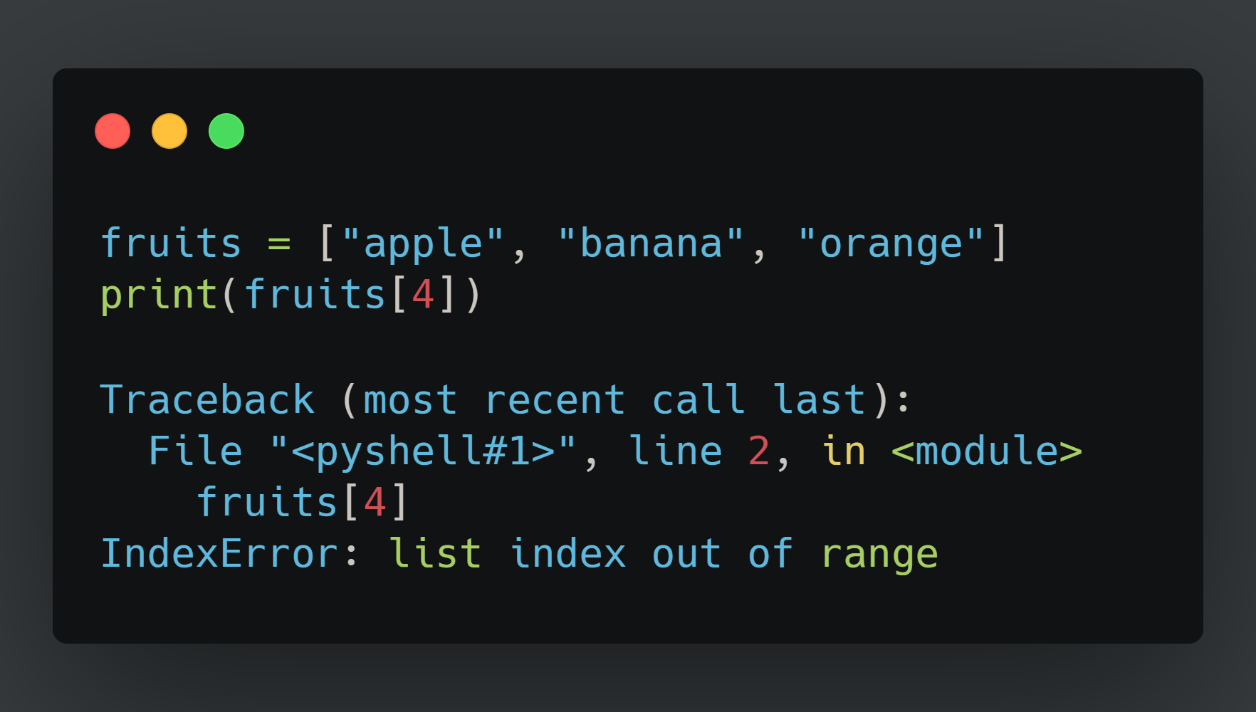 fruits = ["apple", "banana", "orange"]
print(fruits[4])

Traceback (most recent call last):
  File "<pyshell#1>", line 2, in <module>
    fruits[4]
IndexError: list index out of range